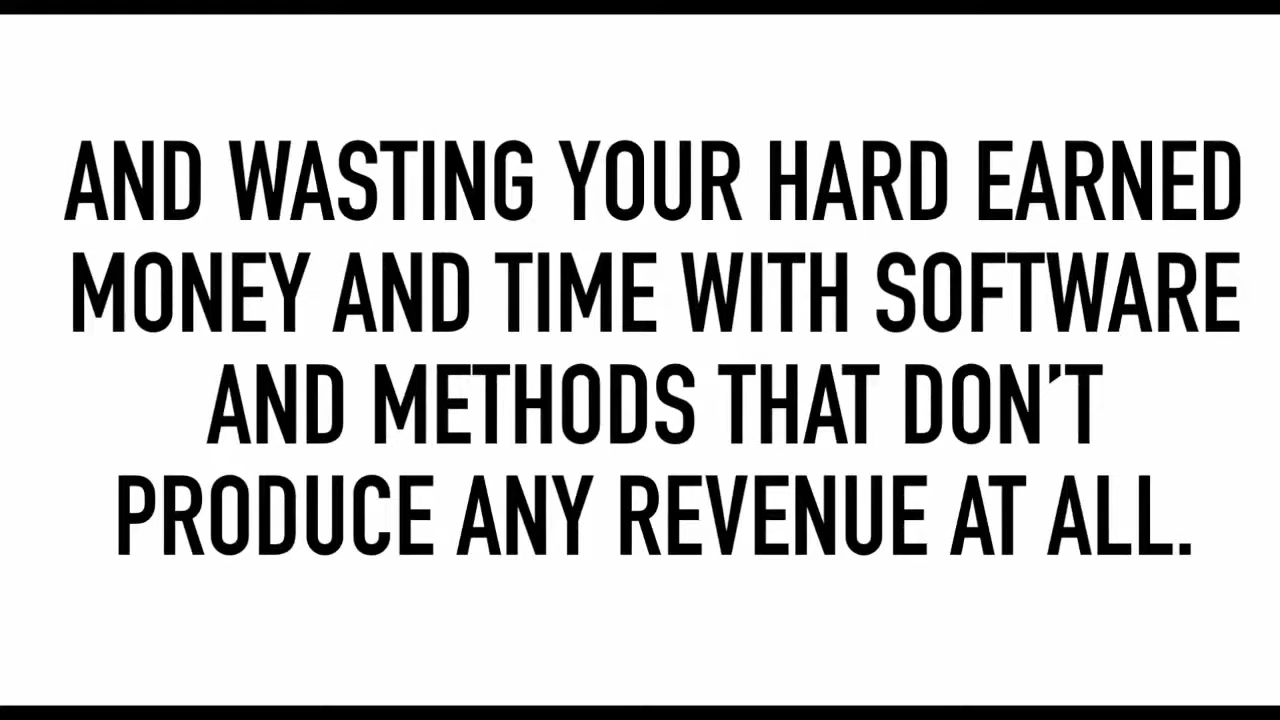 AND WASTING YOUR HARD EARNED
MONEY AND TIME WITH SOFTWARE
AND METHODS THAT DON'T
PRODUCE ANY REVENUE AT ALL.